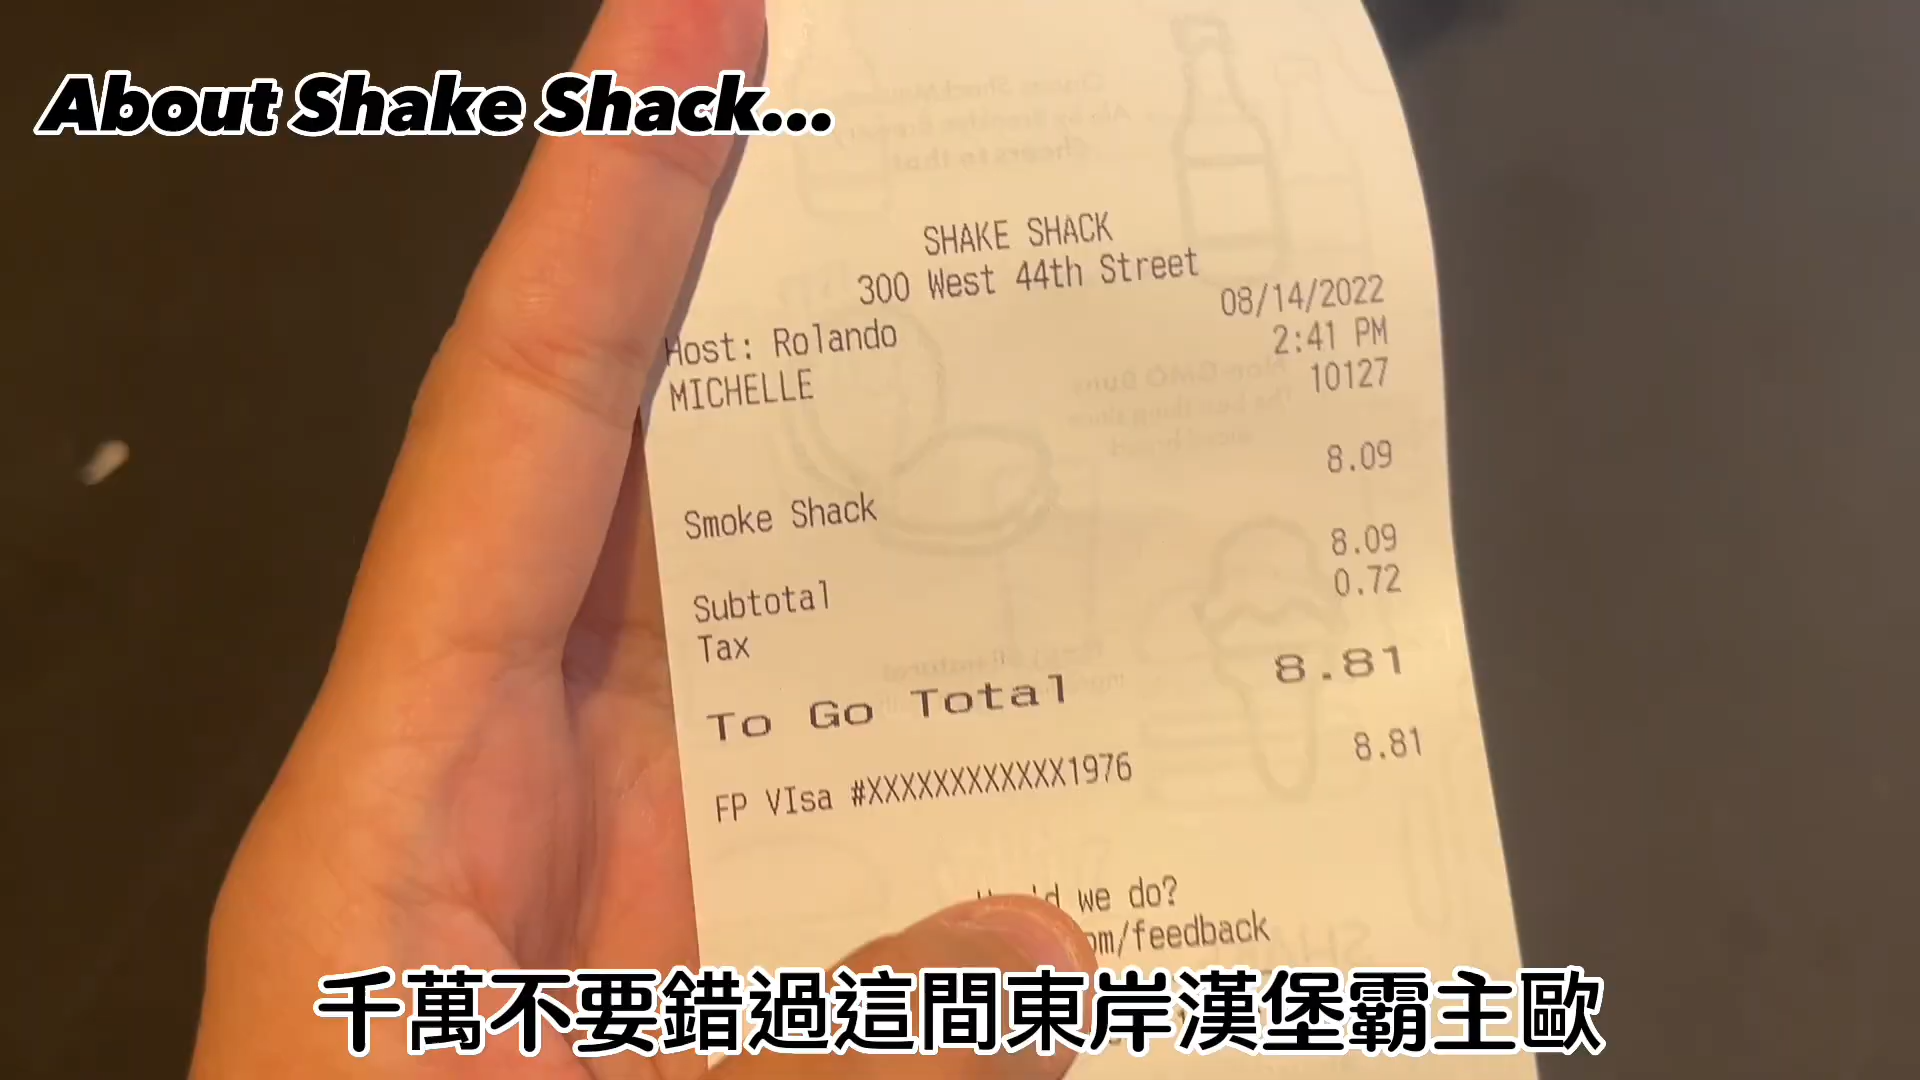 About Shake Shack...
SHAKE SHACK
300 West 44th Street
08/14/2022
Host: Rolando 2:41 PM
MICHELLE 10127
8.09
Smoke Shack
8.09
Subtotal 0.72
Tax
To Go Total 8.81
FP VIsa #XXXXXXXXXXXX1976 8.81
we do?
/feedback
千萬不要錯過這間東岸漢堡霸主歐